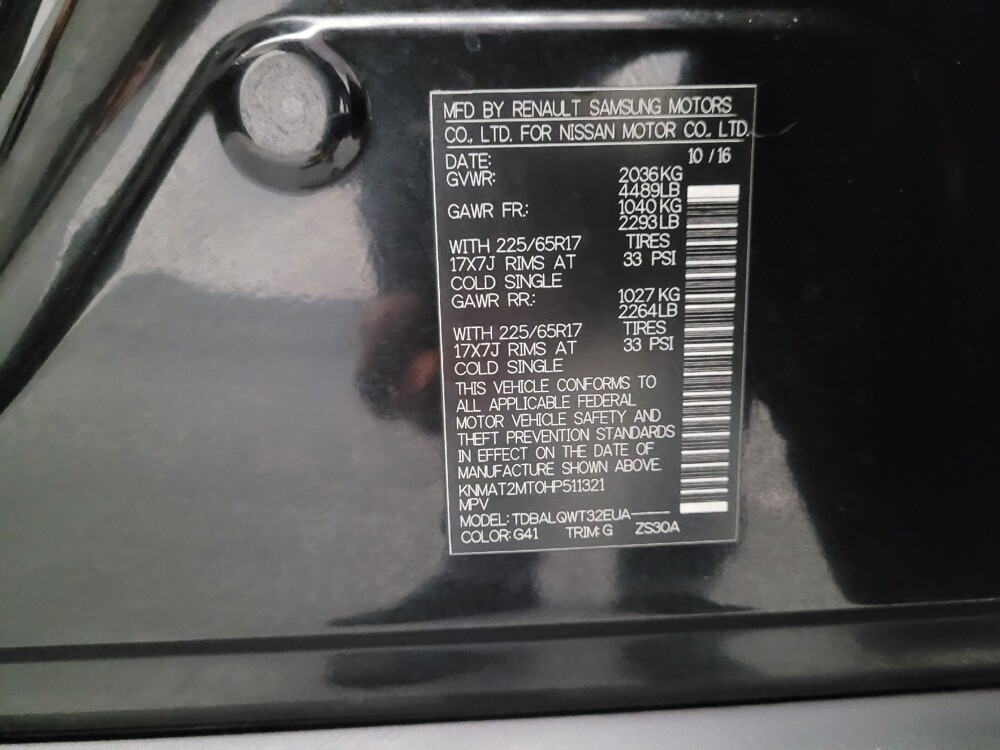 MFD BY RENAULT SAMSUNG MOTORS
CO., LTD. FOR NISSAN MOTOR CO., LTD.
DATE: 10 / 16
GVWR: 2036KG
4489LB
GAWR FR.: 1040KG
2293LB
WITH 225/65R17 TIRES
17X7J RIMS AT 33 PSI
COLD SINGLE
GAWR RR.: 1027KG
2264LB
WITH 225/65R17 TIRES
17X7J RIMS AT 33 PSI
COLD SINGLE
THIS VEHICLE CONFORMS TO
ALL APPLICABLE FEDERAL
MOTOR VEHICLE SAFETY AND
THEFT PREVENTION STANDARDS
IN EFFECT ON THE DATE OF
MANUFACTURE SHOWN ABOVE.
KNMAT2MT0HP511321
MPV
MODEL: TDBALQWT32EUA-----
COLOR: G41 TRIM: G ZS30A